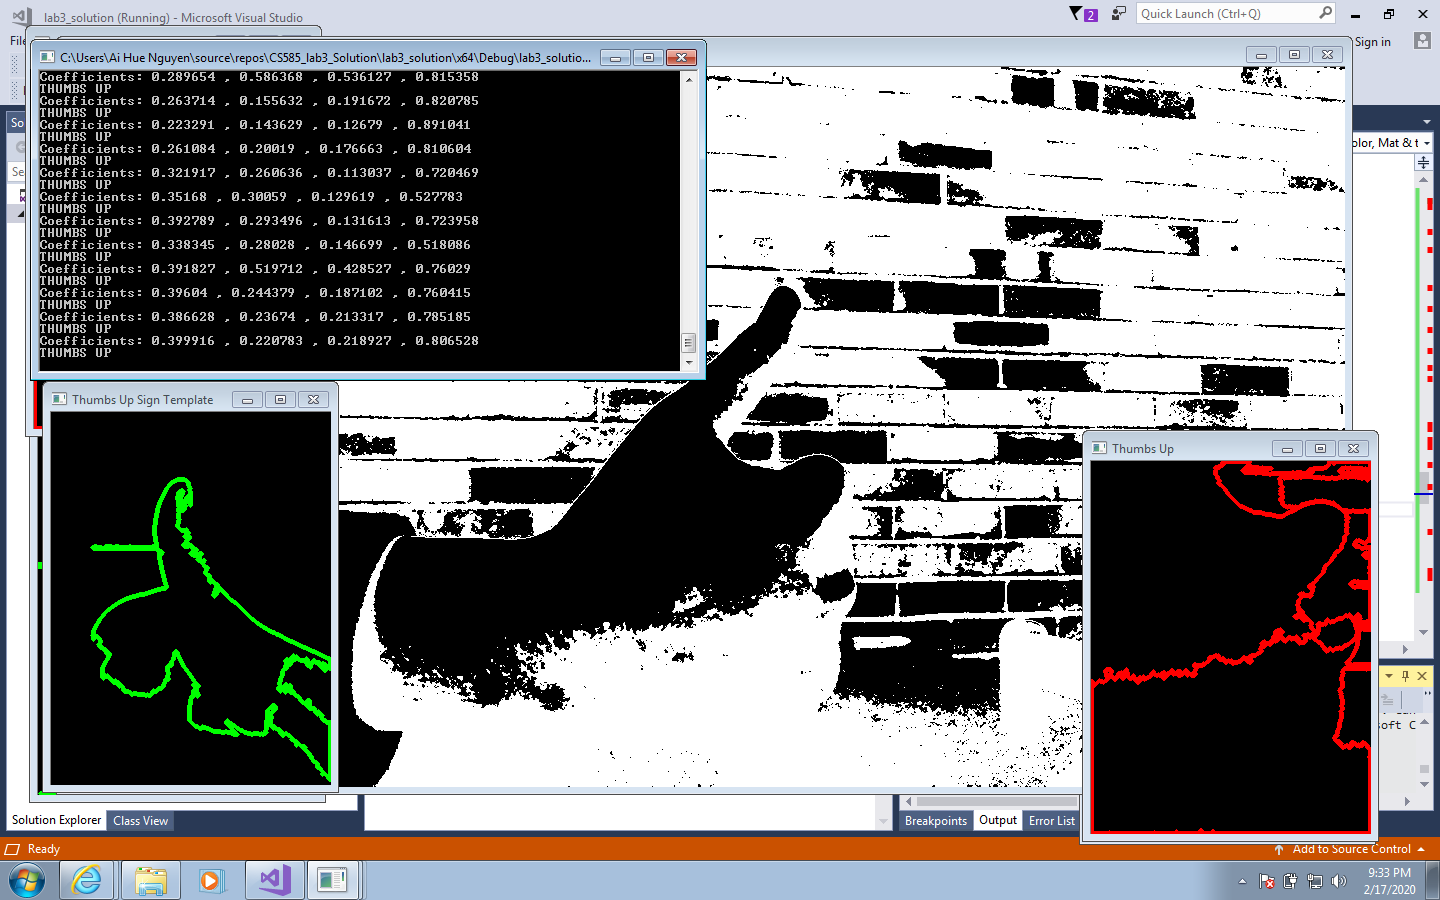 lab3_solution (Running) - Microsoft Visual Studio
2
Quick Launch (Ctrl+Q)
Sign in
C:\Users\Ai Hue Nguyen\source\repos\CS585_lab3_Solution\lab3_solution\x64\Debug\lab3_solutio...
Coefficients: 0.289654 , 0.586368 , 0.536127 , 0.815358
THUMBS UP
Coefficients: 0.263714 , 0.155632 , 0.191672 , 0.820785
THUMBS UP
Coefficients: 0.223291 , 0.143629 , 0.12679 , 0.891041
THUMBS UP
Coefficients: 0.261084 , 0.20019 , 0.176663 , 0.810604
THUMBS UP
Coefficients: 0.321917 , 0.260636 , 0.113037 , 0.720469
THUMBS UP
Coefficients: 0.35168 , 0.30059 , 0.129619 , 0.527783
THUMBS UP
Coefficients: 0.392789 , 0.293496 , 0.131613 , 0.723958
THUMBS UP
Coefficients: 0.338345 , 0.28028 , 0.146699 , 0.518086
THUMBS UP
Coefficients: 0.391827 , 0.519712 , 0.428527 , 0.76029
THUMBS UP
Coefficients: 0.39604 , 0.244379 , 0.187102 , 0.760415
THUMBS UP
Coefficients: 0.386628 , 0.23674 , 0.213317 , 0.785185
THUMBS UP
Coefficients: 0.399916 , 0.220783 , 0.218927 , 0.806528
THUMBS UP
olor, Mat & t
Thumbs Up Sign Template
Thumbs Up
soft C
Solution Explorer
Class View
Breakpoints
Output
Error List
Ready
Add to Source Control
9:33 PM
2/17/2020